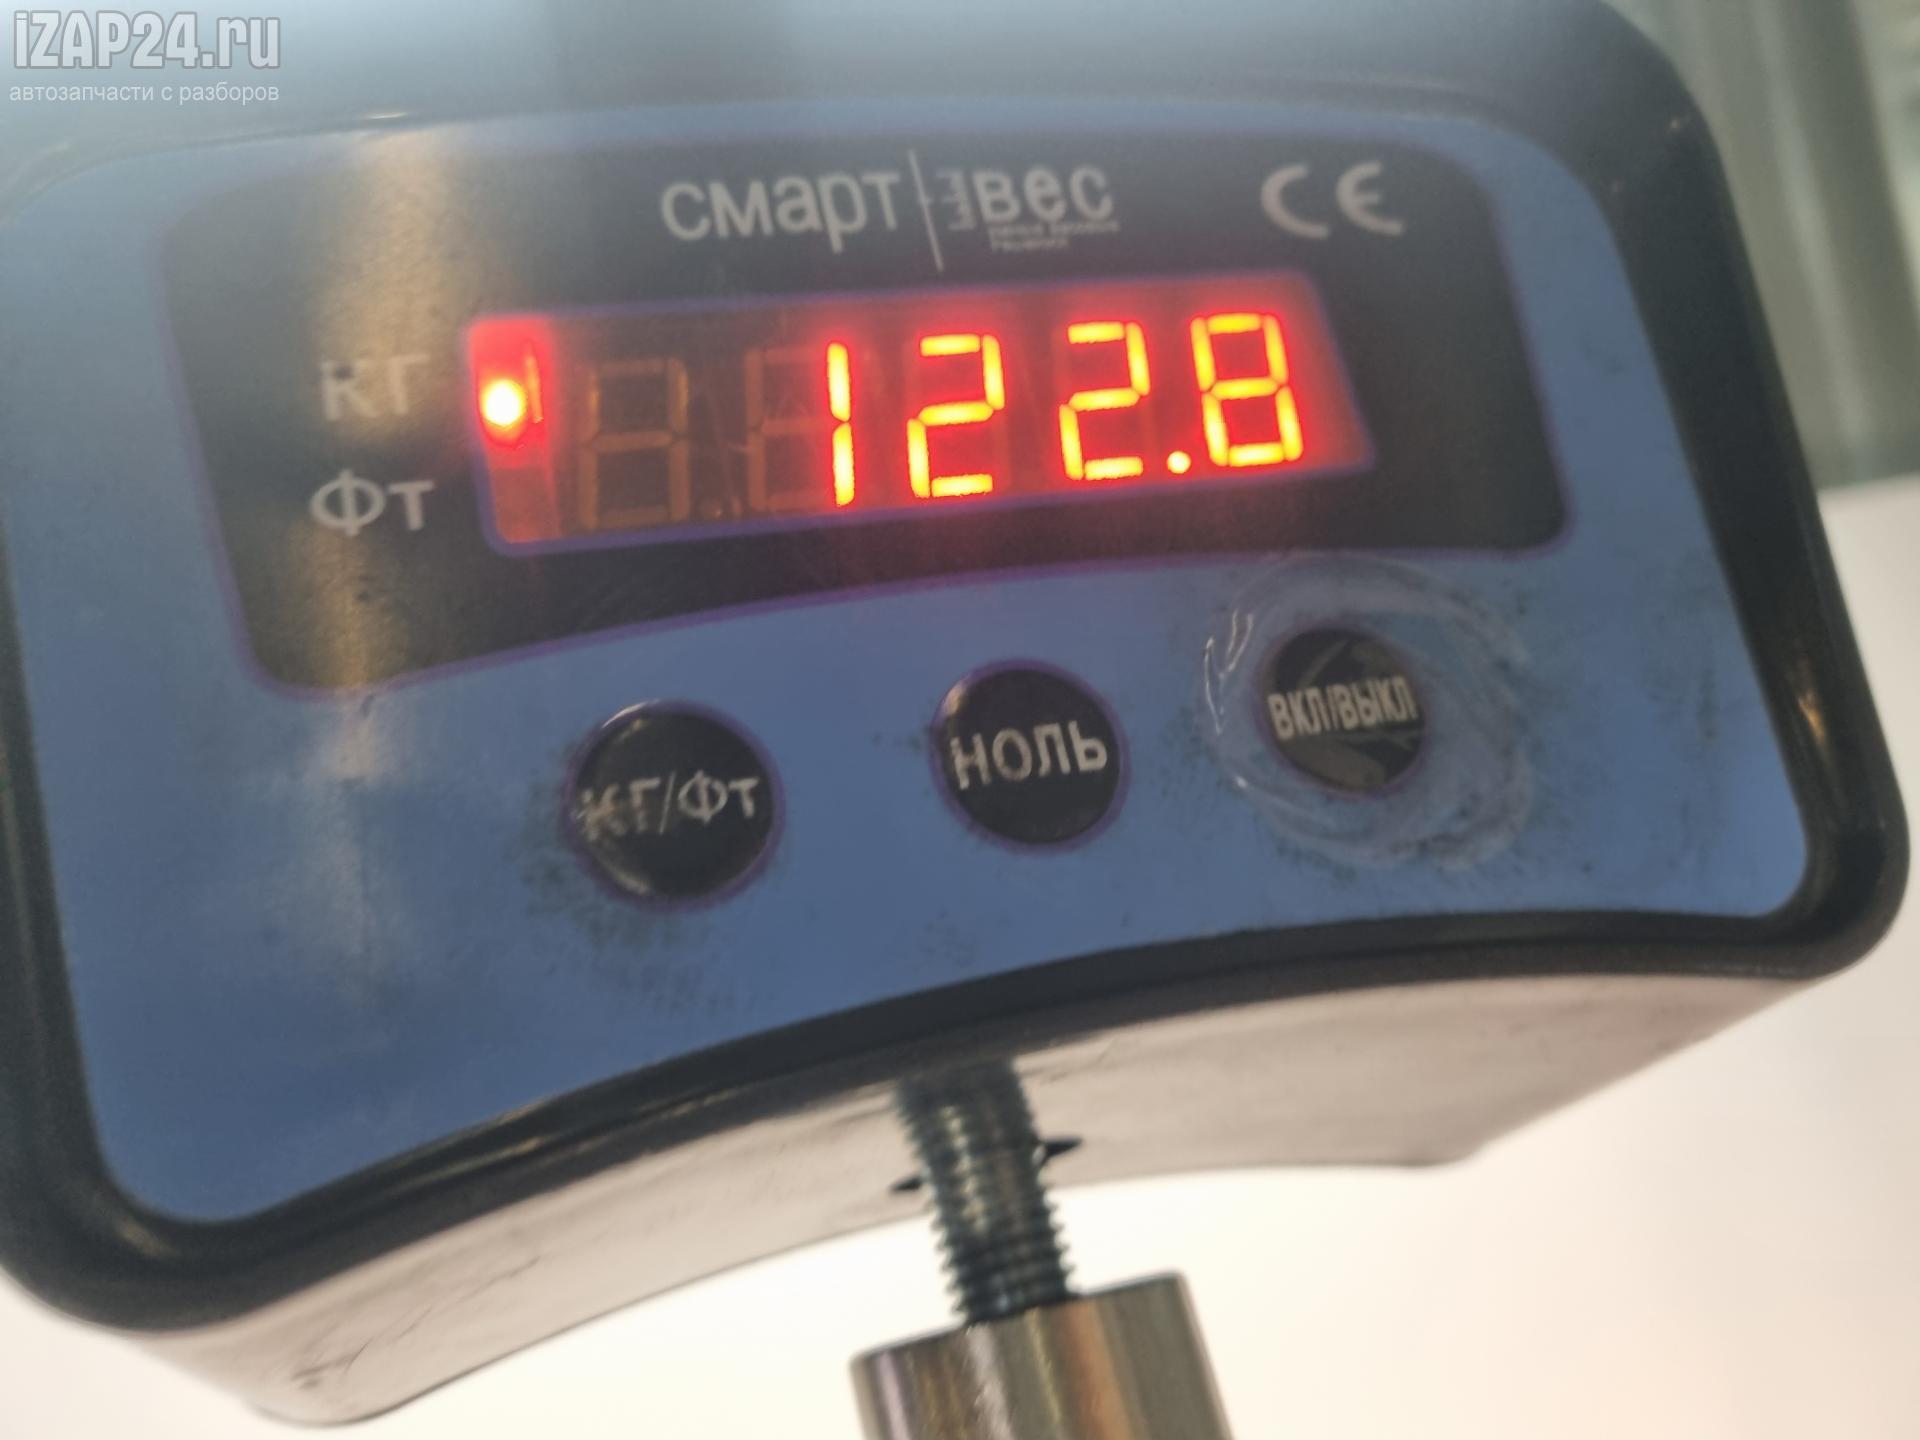 iZAP24.ru
автозапчасти с разборов
смарт вес
CE
кг
122.8
фт
кг/фт
ноль
вкл/выкл